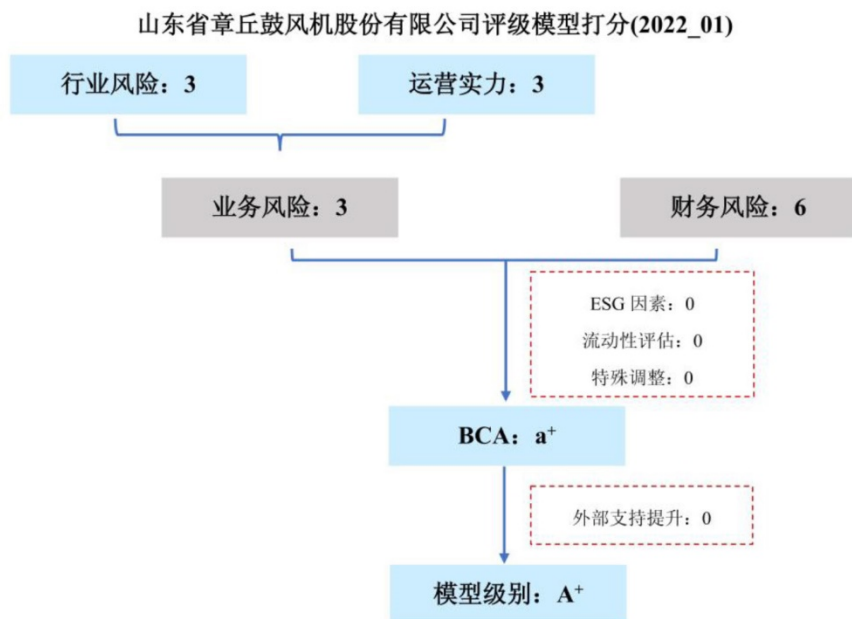 山东省章丘鼓风机股份有限公司评级模型打分(2022_01)
行业风险：3
运营实力：3
业务风险：3
财务风险：6
ESG 因素：0
流动性评估：0
特殊调整：0
BCA：a⁺
外部支持提升：0
模型级别：A⁺